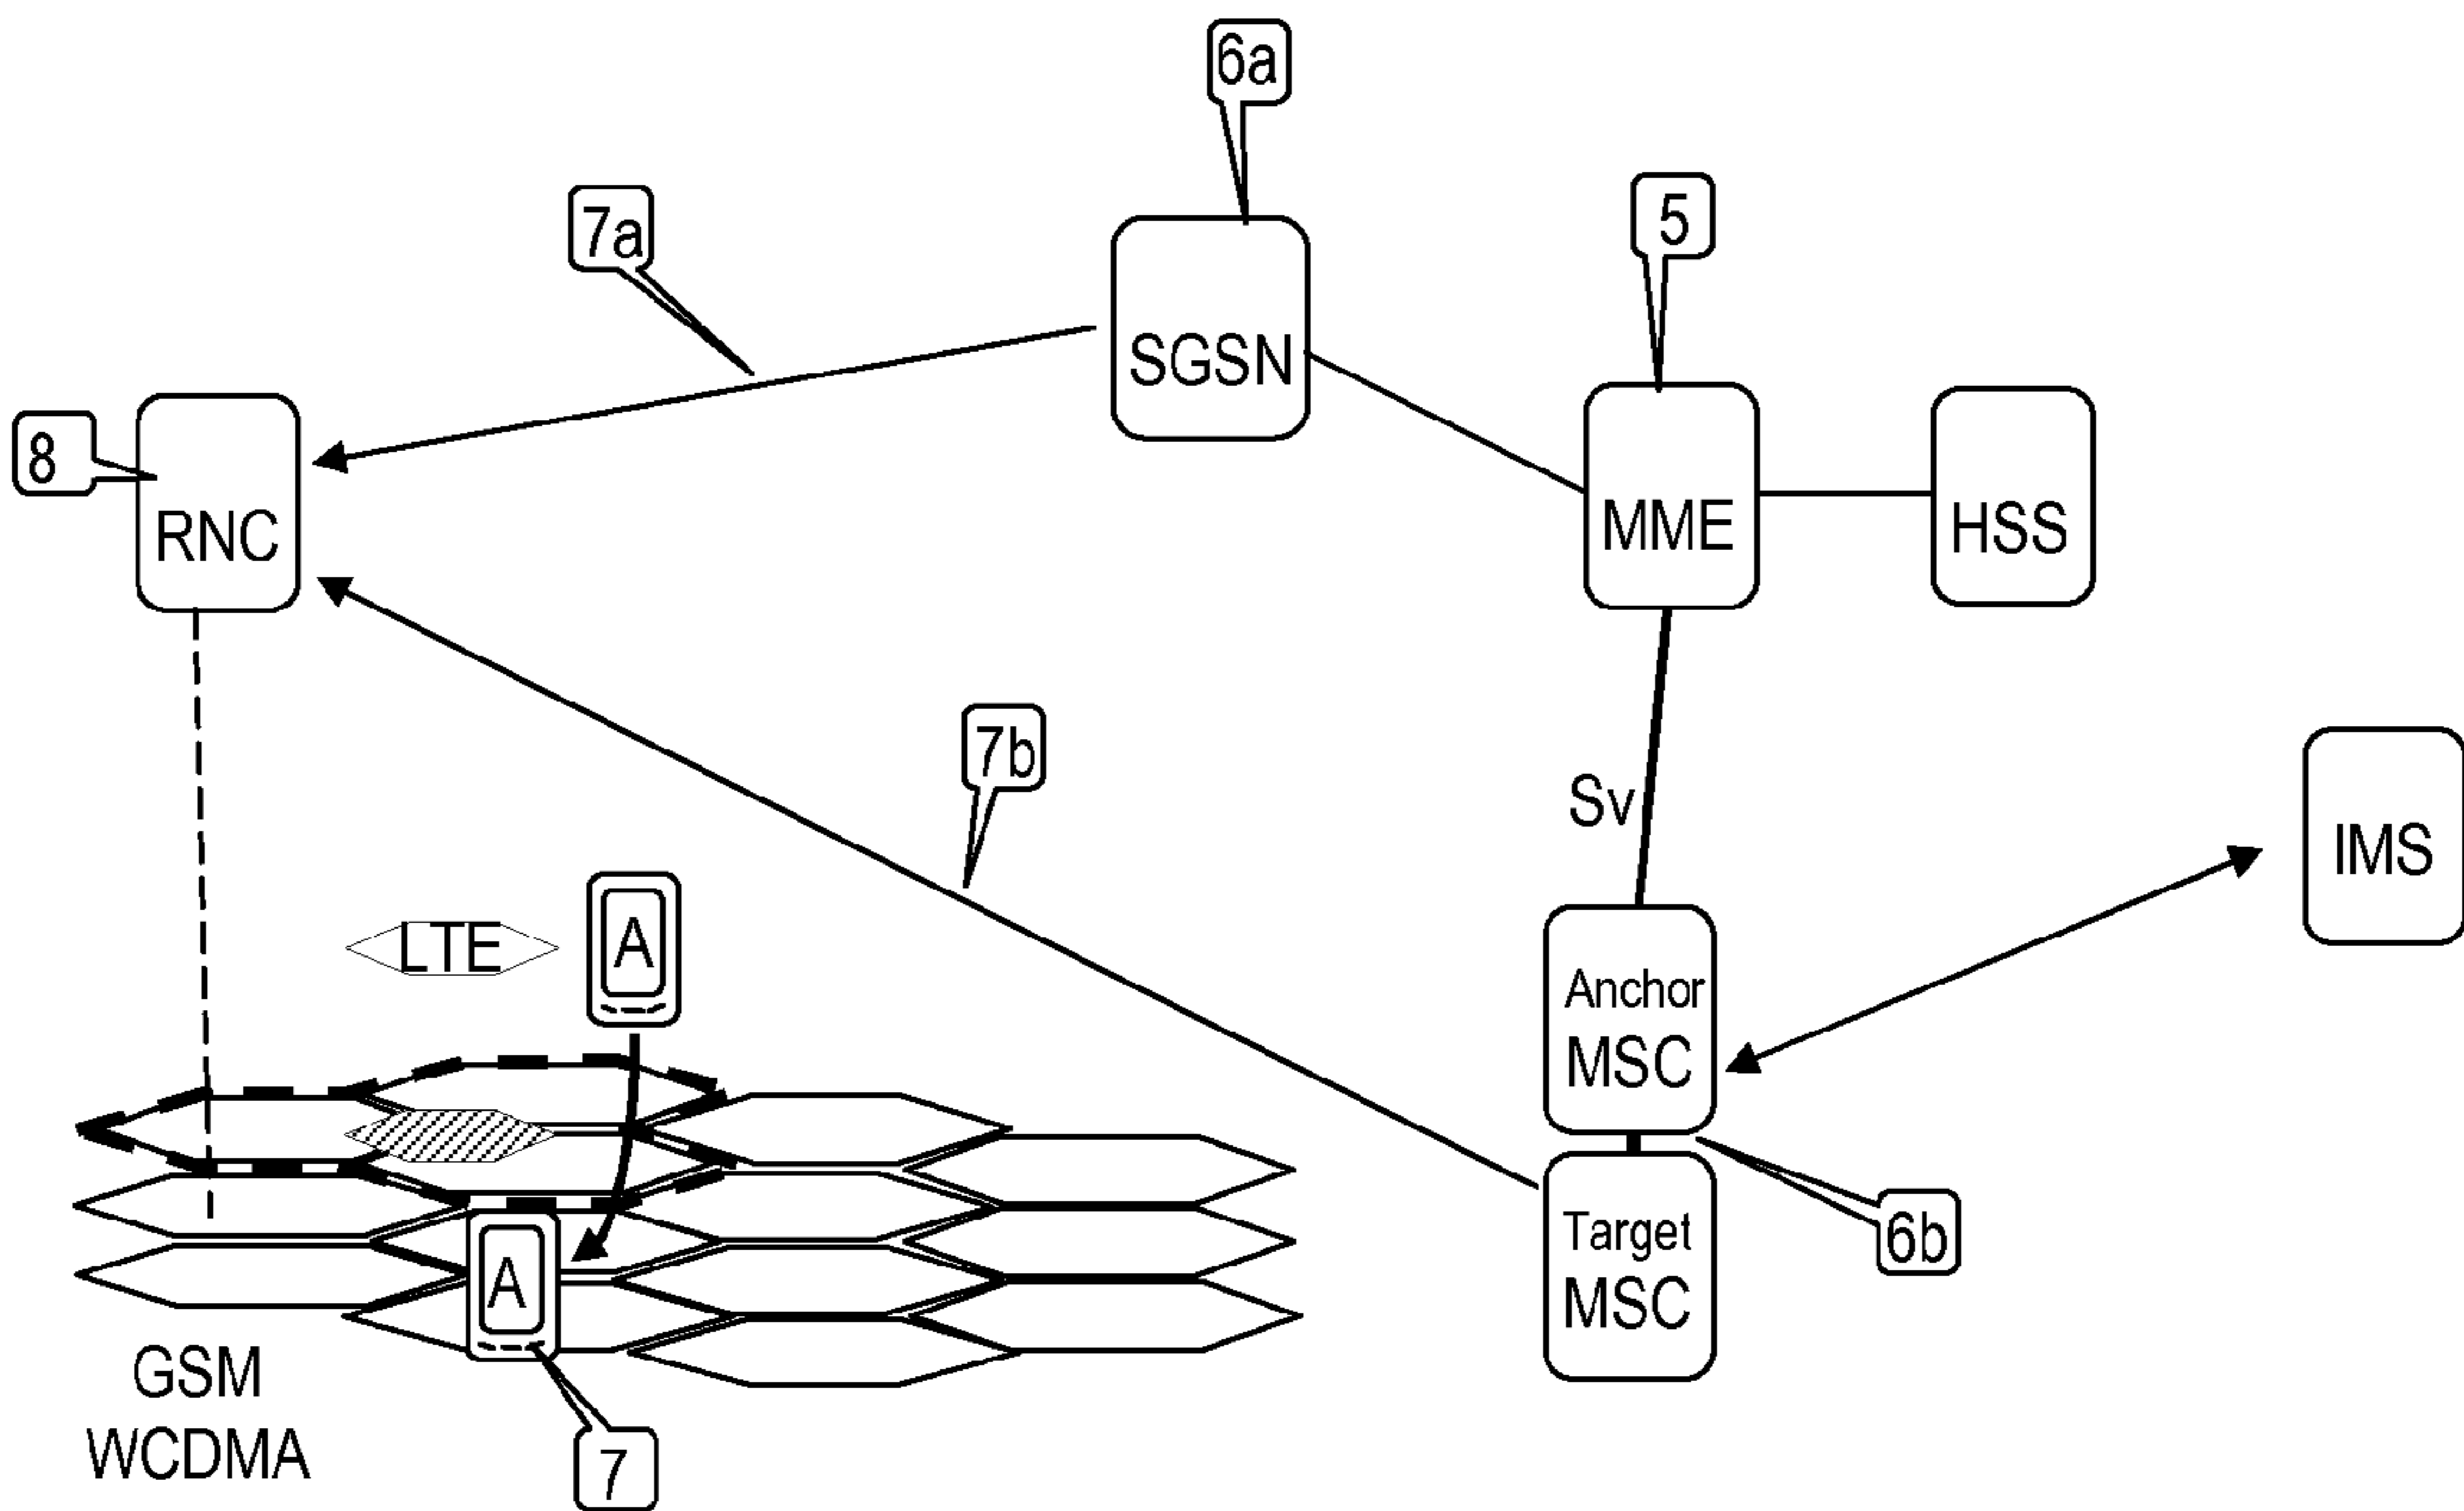 6a
7a
5
SGSN
8
RNC
MME
HSS
7b
Sv
IMS
LTE
A
Anchor
MSC
Target
MSC
6b
A
GSM
WCDMA
7